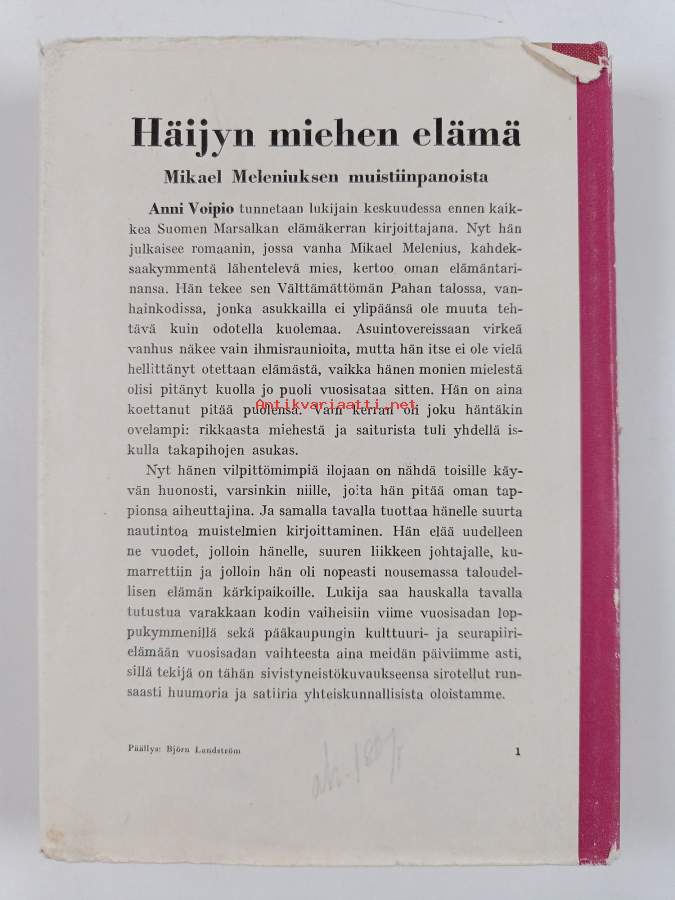 Häijyn miehen elämä
Mikael Meleniuksen muistiinpanoista
Anni Voipio tunnetaan lukijain keskuudessa ennen kaik-
kea Suomen Marsalkan elämäkerran kirjoittajana. Nyt hän
julkaisee romaanin, jossa vanha Mikael Melenius, kahdek-
saakymmentä lähentelevä mies, kertoo oman elämäntari-
nansa. Hän tekee sen Välttämättömän Pahan talossa, van-
hainkodissa, jonka asukkailla ei ylipäänsä ole muuta teh-
tävä kuin odotella kuolemaa. Asuintovereissaan virkeä
vanhus näkee vain ihmisraunioita, mutta hän itse ei ole vielä
hellittänyt otettaan elämästä, vaikka hänen monien mielestä
olisi pitänyt kuolla jo puoli vuosisataa sitten. Hän on aina
koettanut pitää puolensa. Vain kerran oli joku häntäkin
Antikvariaatti.net
ovelampi: rikkaasta miehestä ja saiturista tuli yhdellä is-
kulla takapihojen asukas.
Nyt hänen vilpittömimpiä ilojaan on nähdä toisille käy-
vän huonosti, varsinkin niille, joita hän pitää oman tap-
pionsa aiheuttajina. Ja samalla tavalla tuottaa hänelle suurta
nautintoa muistelmien kirjoittaminen. Hän elää uudelleen
ne vuodet, jolloin hänelle, suuren liikkeen johtajalle, ku-
marrettiin ja jolloin hän oli nopeasti nousemassa taloudel-
lisen elämän kärkipaikoille. Lukija saa hauskalla tavalla
tutustua varakkaan kodin vaiheisiin viime vuosisadan lop-
pukymmenillä sekä pääkaupungin kulttuuri- ja seurapiiri-
elämään vuosisadan vaihteesta aina meidän päiviimme asti,
sillä tekijä on tähän sivistyneistökuvaukseensa sirotellut run-
saasti huumoria ja satiiria yhteiskunnallisista oloistamme.
Päällys: Björn Landström
1